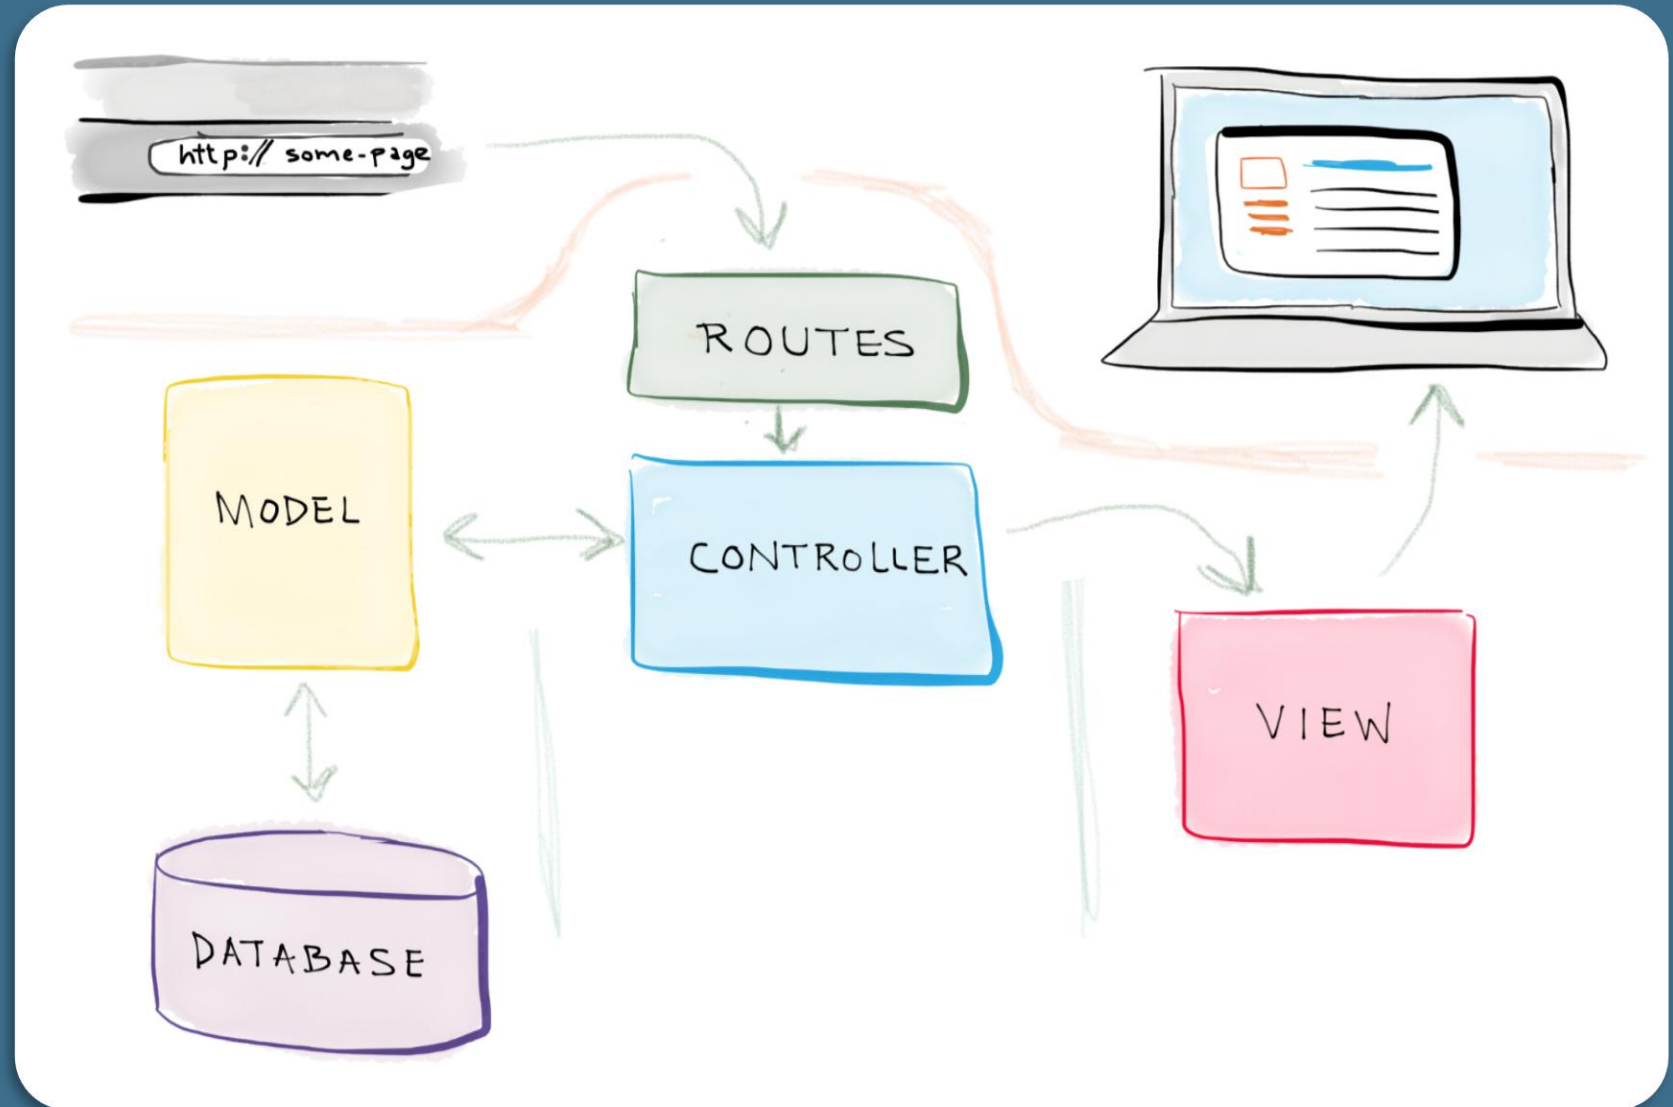 http:// some-page
ROUTES
MODEL
CONTROLLER
VIEW
DATABASE